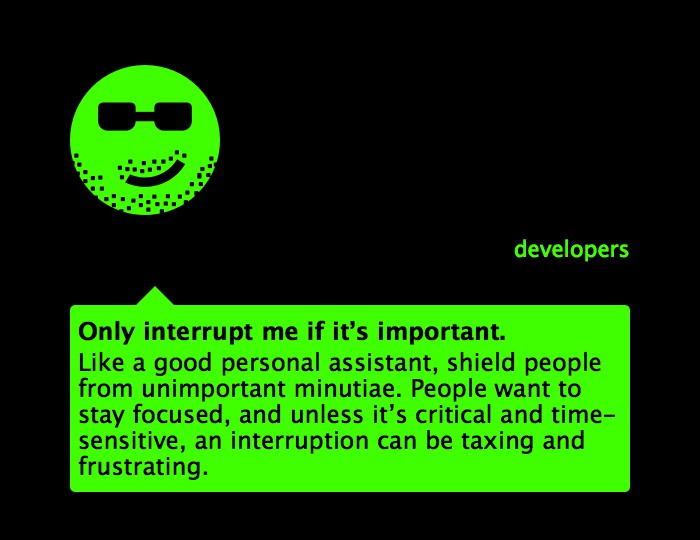 developers
Only interrupt me if it’s important.
Like a good personal assistant, shield people
from unimportant minutiae. People want to
stay focused, and unless it’s critical and time–
sensitive, an interruption can be taxing and
frustrating.